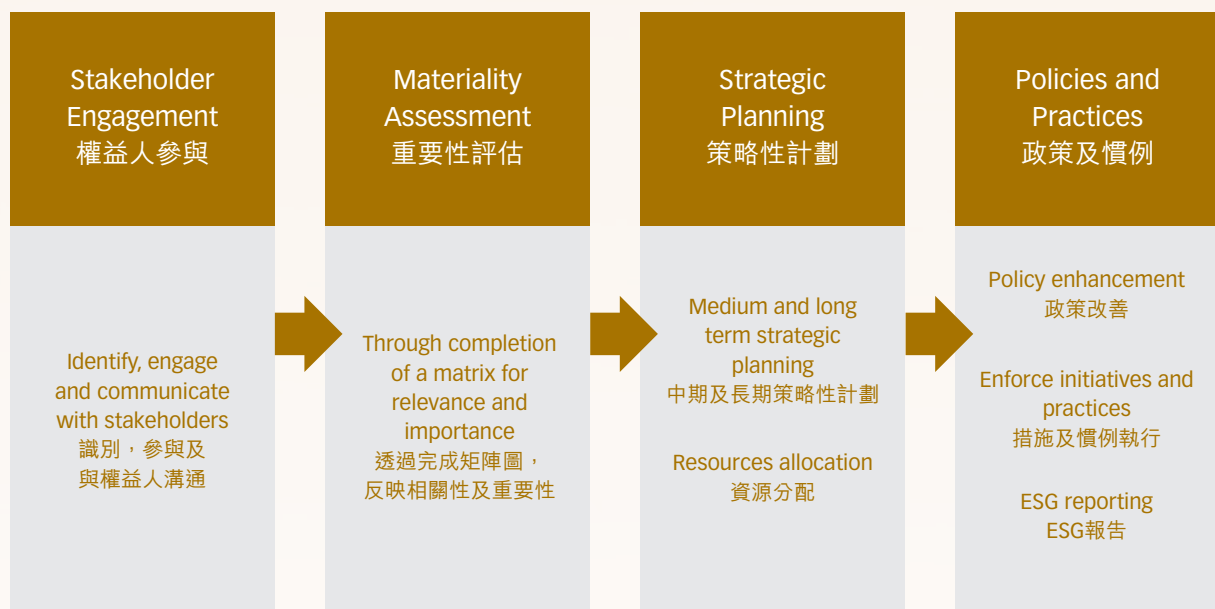 Stakeholder
Engagement
權益人參與
Identify, engage
and communicate
with stakeholders
識別，參與及
與權益人溝通
Materiality
Assessment
重要性評估
Through completion
of a matrix for
relevance and
importance
透過完成矩陣圖，
反映相關性及重要性
Strategic
Planning
策略性計劃
Medium and long
term strategic
planning
中期及長期策略性計劃
Resources allocation
資源分配
Policies and
Practices
政策及慣例
Policy enhancement
政策改善
Enforce initiatives and
practices
措施及慣例執行
ESG reporting
ESG報告